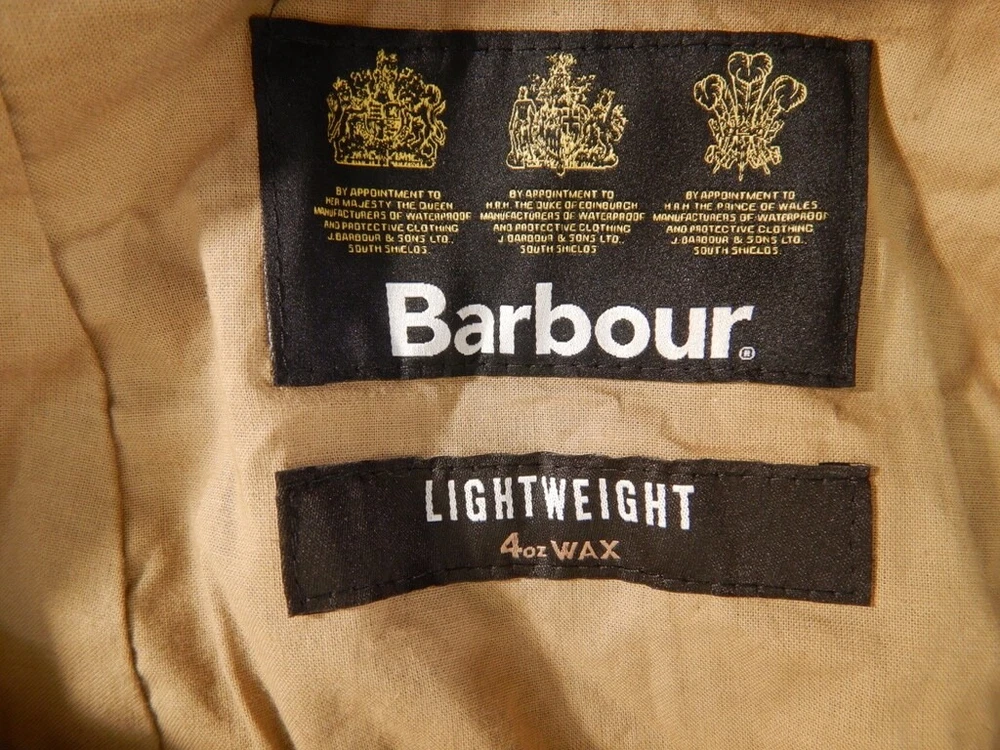 BY APPOINTMENT TO
HER MAJESTY THE QUEEN
MANUFACTURERS OF WATERPROOF
AND PROTECTIVE CLOTHING
J. BARBOUR & SONS LTD.,
SOUTH SHIELDS.
BY APPOINTMENT TO
H.R.H. THE DUKE OF EDINBURGH
MANUFACTURERS OF WATERPROOF
AND PROTECTIVE CLOTHING
J BARBOUR & SONS LTD.,
SOUTH SHIELDS
BY APPOINTMENT TO
H.R.H. THE PRINCE OF WALES
MANUFACTURERS OF WATERPROOF
AND PROTECTIVE CLOTHING
J. BARBOUR & SONS LTD.,
SOUTH SHIELDS.
Barbour®
LIGHTWEIGHT
4oz WAX